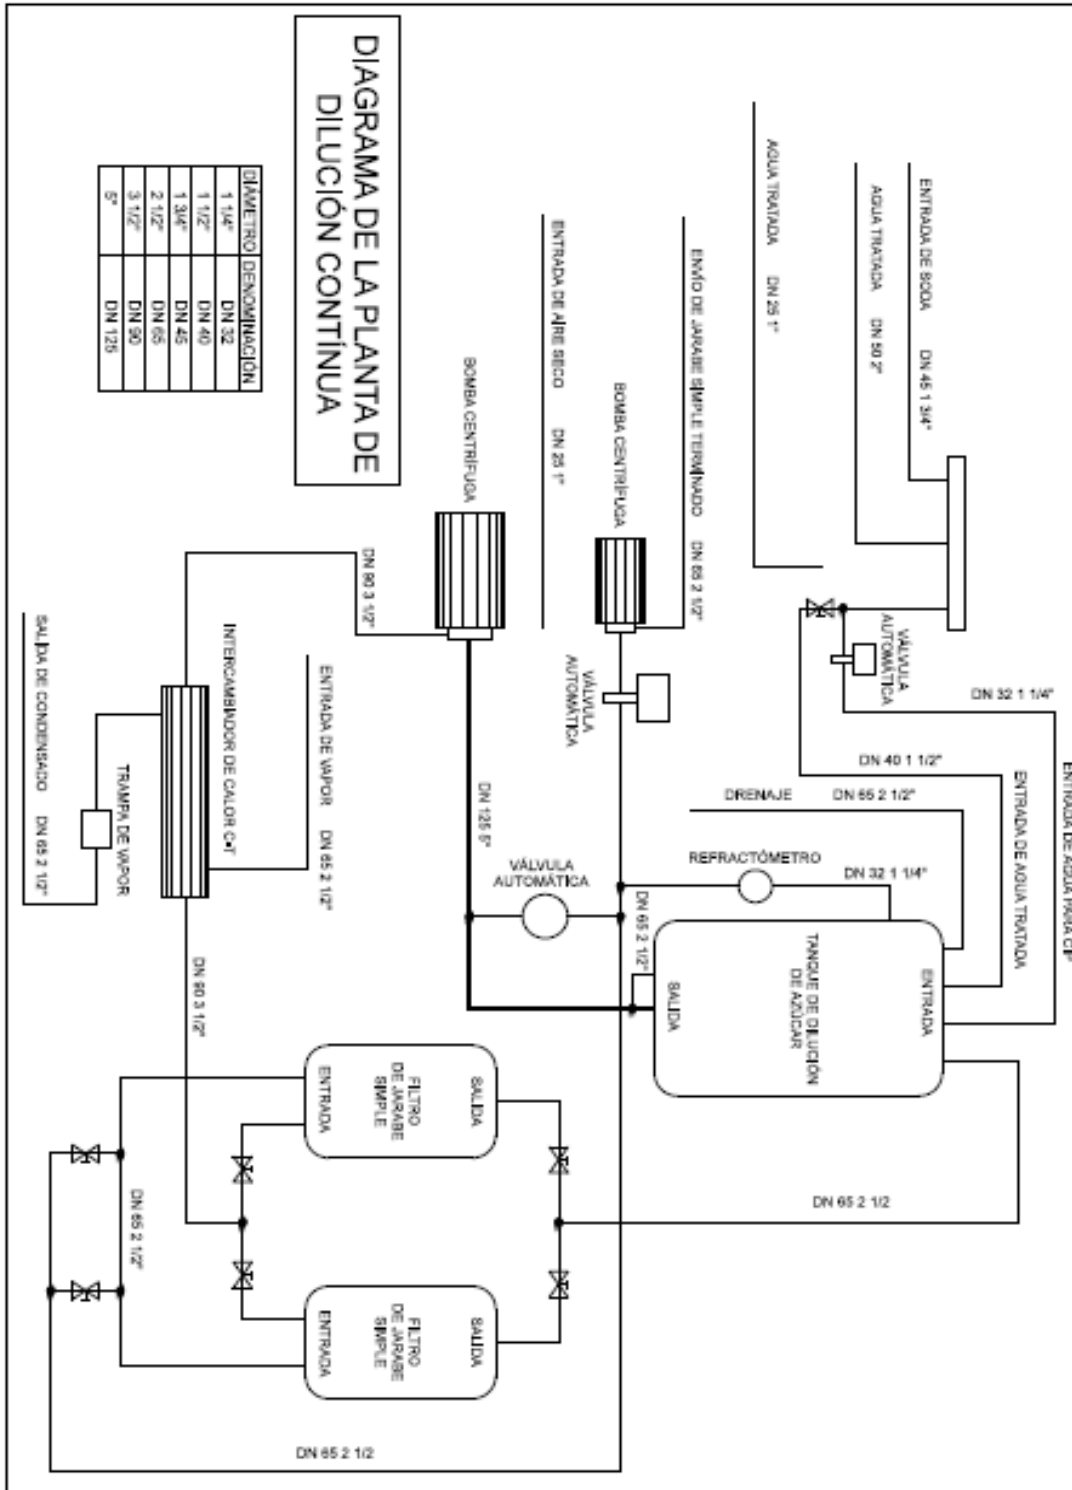 DIAGRAMA DE LA PLANTA DE
DILUCIÓN CONTÍNUA
DIÁMETRO DENOMINACIÓN
1 1/4" DN 32
1 1/2" DN 40
1 3/4" DN 45
2 1/2" DN 65
3 1/2" DN 90
5" DN 125
ENTRADA DE SODA DN 45 1 3/4"
AGUA TRATADA DN 50 2"
AGUA TRATADA DN 25 1"
ENVÍO DE JARABE SIMPLE TERMINADO DN 65 2 1/2"
BOMBA CENTRÍFUGA
ENTRADA DE AIRE SECO DN 25 1"
BOMBA CENTRÍFUGA
VÁLVULA
AUTOMÁTICA
DN 32 1 1/4"
ENTRADA DE AGUA PARA CIP
DN 40 1 1/2"
ENTRADA DE AGUA TRATADA
DRENAJE DN 65 2 1/2"
VÁLVULA
AUTOMÁTICA
REFRACTÓMETRO
DN 32 1 1/4"
VÁLVULA
AUTOMÁTICA
DN 65 2 1/2"
DN 125 5"
ENTRADA
TANQUE DE DILUCIÓN
DE AZÚCAR
SALIDA
DN 90 3 1/2"
ENTRADA DE VAPOR DN 65 2 1/2"
INTERCAMBIADOR DE CALOR C+T
TRAMPA DE VAPOR
SALIDA DE CONDENSADO DN 65 2 1/2"
DN 90 3 1/2"
SALIDA
FILTRO
DE JARABE
SIMPLE
ENTRADA
SALIDA
FILTRO
DE JARABE
SIMPLE
ENTRADA
DN 65 2 1/2"
DN 65 2 1/2
DN 65 2 1/2